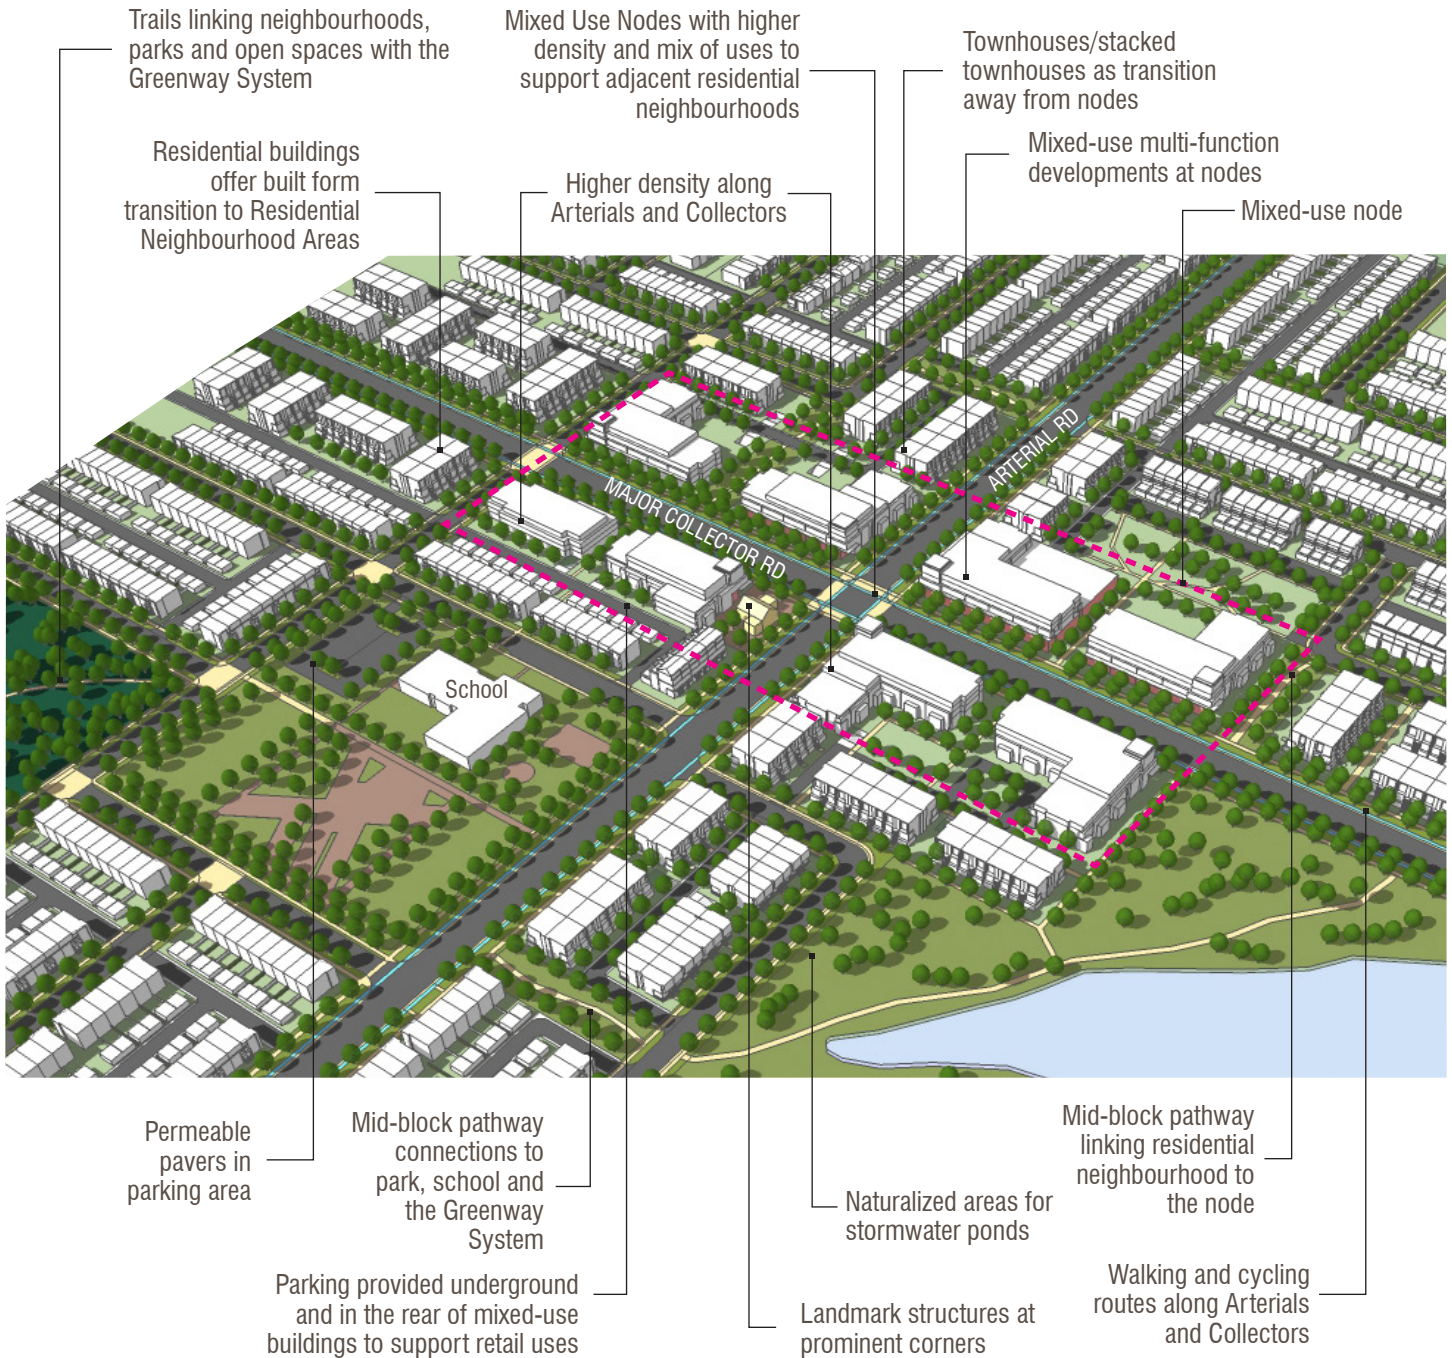 Trails linking neighbourhoods,
parks and open spaces with the
Greenway System
Mixed Use Nodes with higher
density and mix of uses to
support adjacent residential
neighbourhoods
Townhouses/stacked
townhouses as transition
away from nodes
Residential buildings
offer built form
transition to Residential
Neighbourhood Areas
Higher density along
Arterials and Collectors
Mixed-use multi-function
developments at nodes
Mixed-use node
ARTERIAL RD
MAJOR COLLECTOR RD
School
Permeable
pavers in
parking area
Mid-block pathway
connections to
park, school and
the Greenway
System
Parking provided underground
and in the rear of mixed-use
buildings to support retail uses
Naturalized areas for
stormwater ponds
Landmark structures at
prominent corners
Mid-block pathway
linking residential
neighbourhood to
the node
Walking and cycling
routes along Arterials
and Collectors